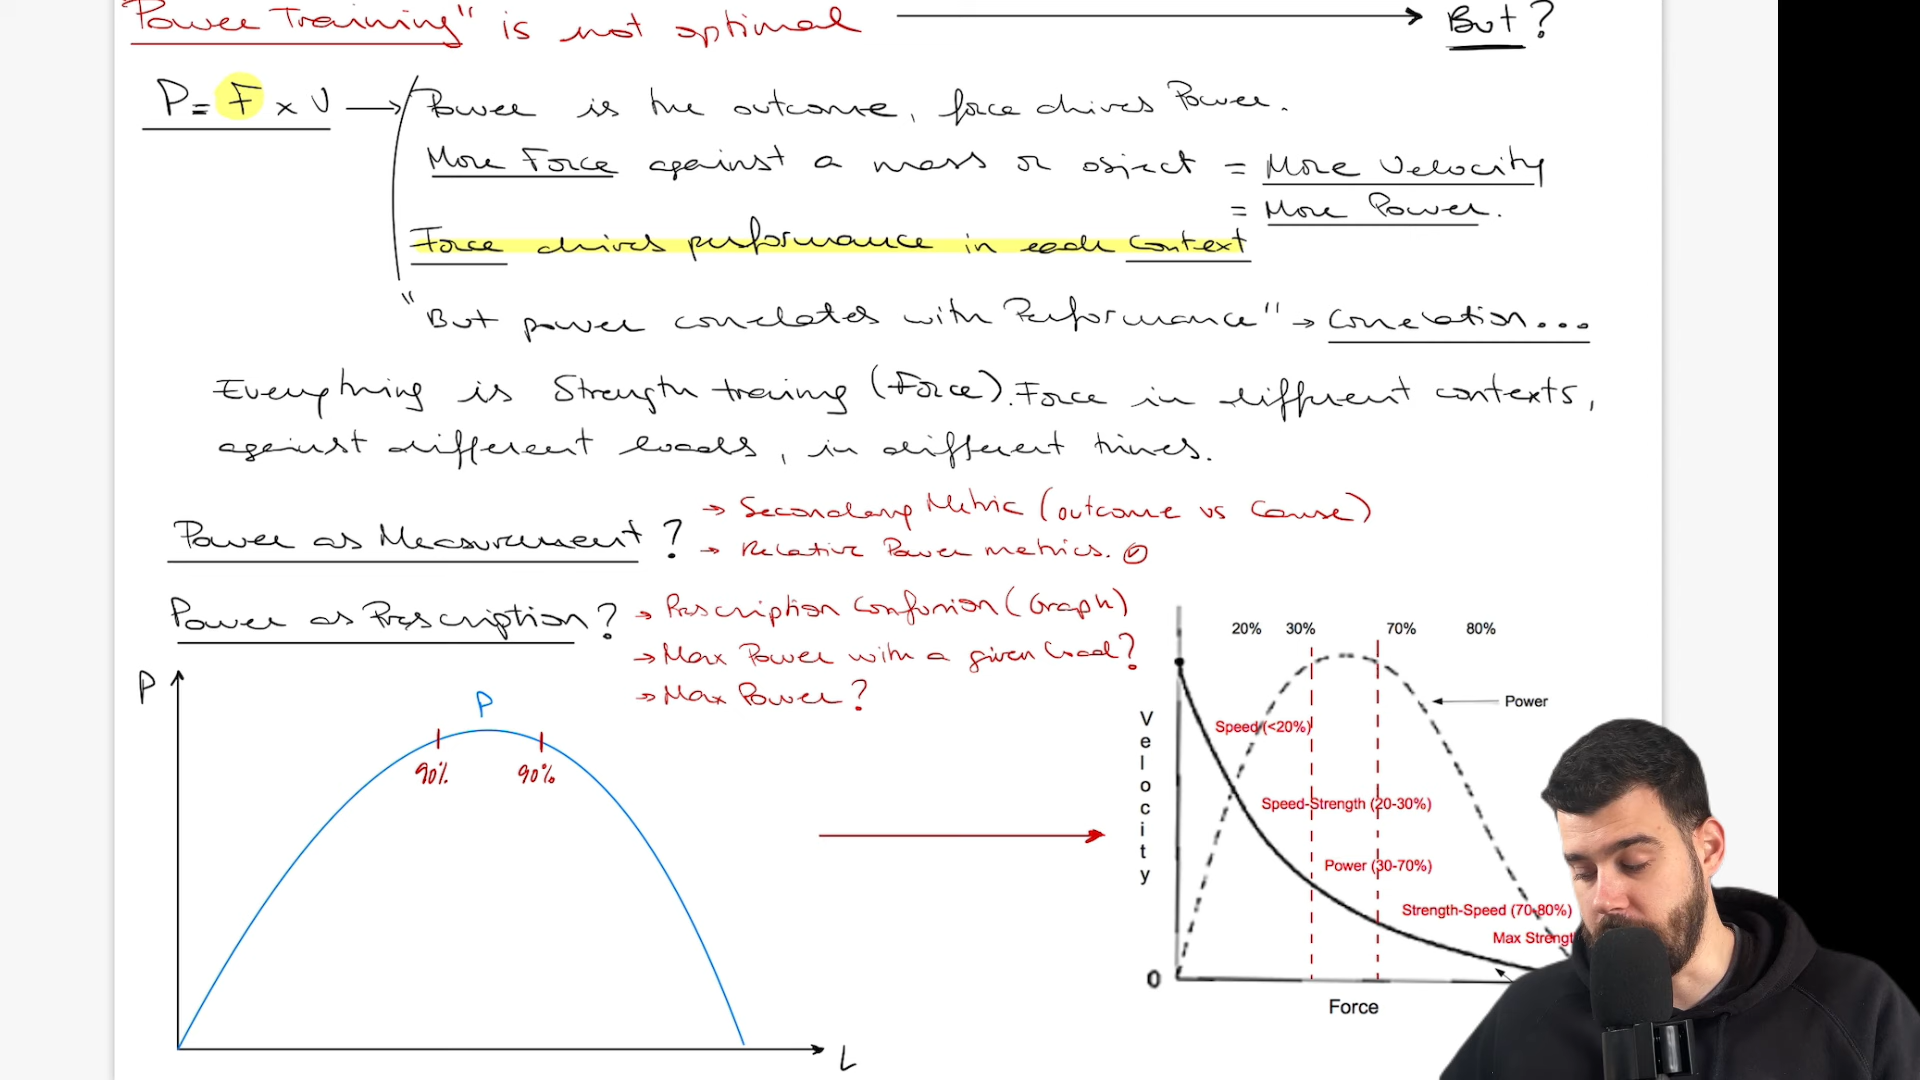 Power Training" is not optimal → But?
P = F x V → Power is the outcome, force drives Power.
More Force against a mass or object = More Velocity
= More Power.
Force drives performance in each context
"But power correlates with Performance" → Correlation...
Everything is Strength training (Force). Force in different contexts,
against different loads, in different times.
Power as Measurement?
→ Secondary Metric (outcome vs Cause)
→ Relative Power metrics.
Power as Prescription?
→ Prescription Confusion (Graph)
→ Max Power with a given load?
→ Max Power?
P
P
90%
90%
L
20% 30% 70% 80%
Power
Velocity
Speed (<20%)
Speed-Strength (20-30%)
Power (30-70%)
Strength-Speed (70-80%)
Max Strengt
0
Force